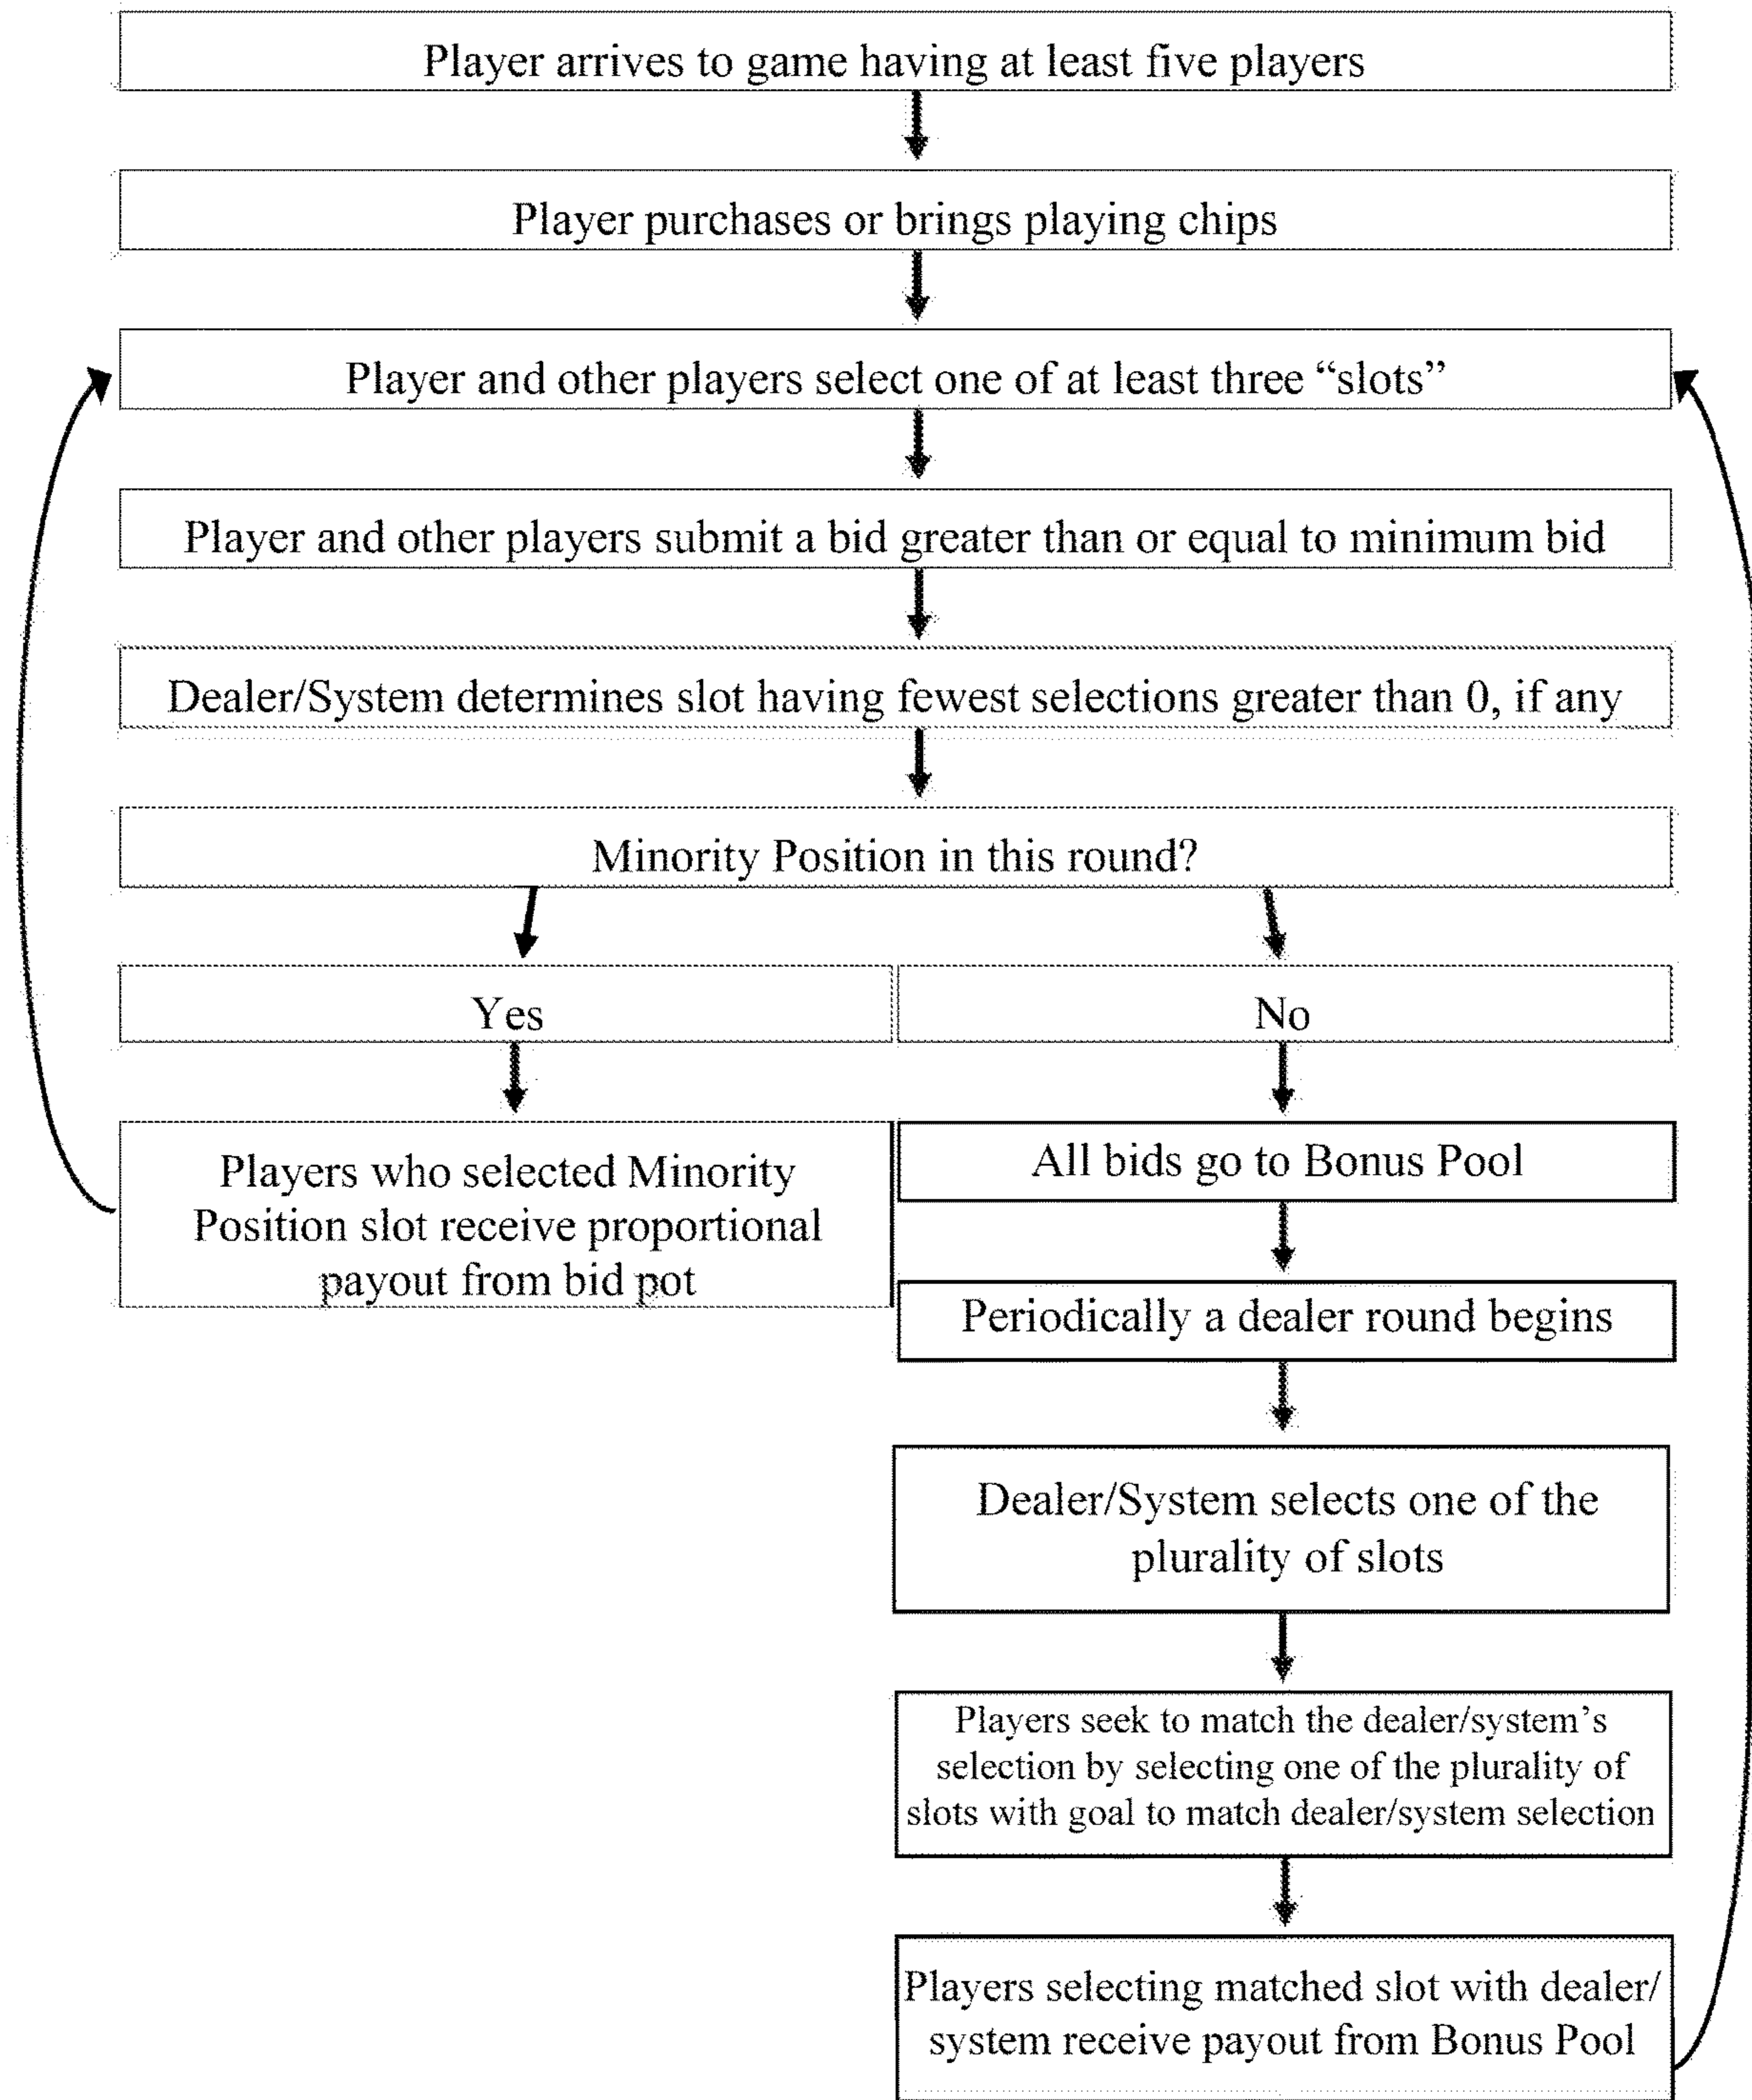 Player arrives to game having at least five players
Player purchases or brings playing chips
Player and other players select one of at least three “slots”
Player and other players submit a bid greater than or equal to minimum bid
Dealer/System determines slot having fewest selections greater than 0, if any
Minority Position in this round?
Yes
No
Players who selected Minority
Position slot receive proportional
payout from bid pot
All bids go to Bonus Pool
Periodically a dealer round begins
Dealer/System selects one of the
plurality of slots
Players seek to match the dealer/system’s
selection by selecting one of the plurality of
slots with goal to match dealer/system selection
Players selecting matched slot with dealer/
system receive payout from Bonus Pool